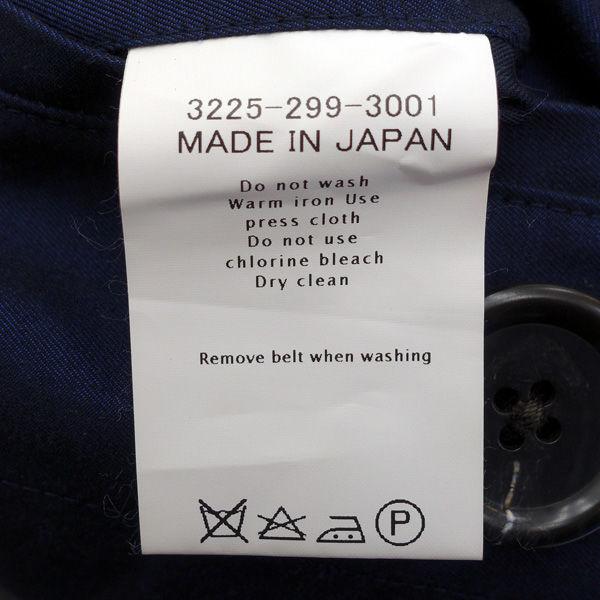 3225-299-3001
MADE IN JAPAN
Do not wash
Warm iron Use
press cloth
Do not use
chlorine bleach
Dry clean
Remove belt when washing
P